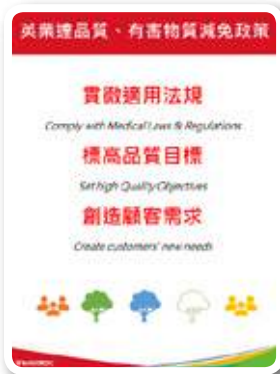 英業達品質、有害物質減免政策
貫徹適用法規
Comply with Medical Laws & Regulations
標高品質目標
Set high Quality Objectives
創造顧客需求
Create customers' new needs